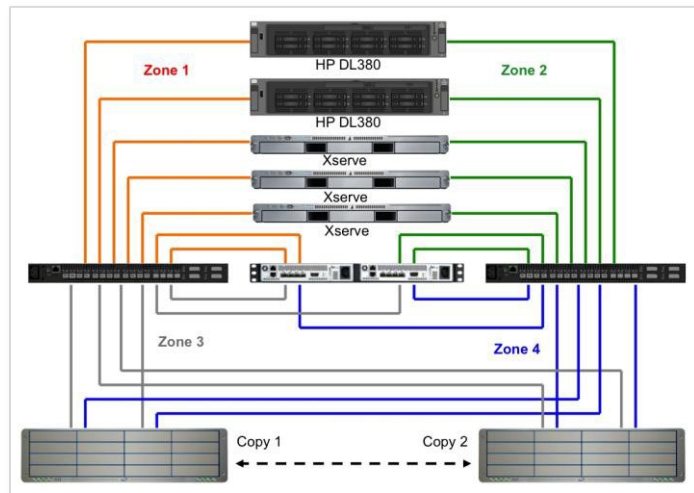 Zone 1
Zone 2
HP DL380
HP DL380
Xserve
Xserve
Xserve
Zone 3
Zone 4
Copy 1
Copy 2